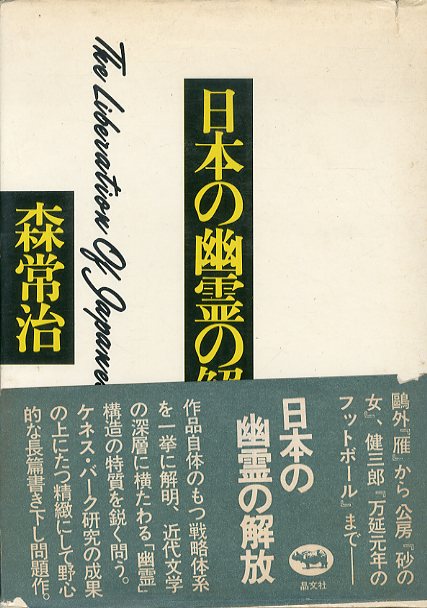 日本の幽霊の解
The Liberation Of Japane
森常治
鷗外『雁』から、公房『砂の
女』、健三郎『万延元年の
フットボール』まで──
日本の
幽霊の解放
晶文社
作品自体のもつ戦略体系
を一挙に解明、近代文学
の深層に横たわる「幽霊」
構造の特質を鋭く問う。
ケネス・バーク研究の成果
の上にたつ精緻にして野心
的な長篇書き下し問題作。